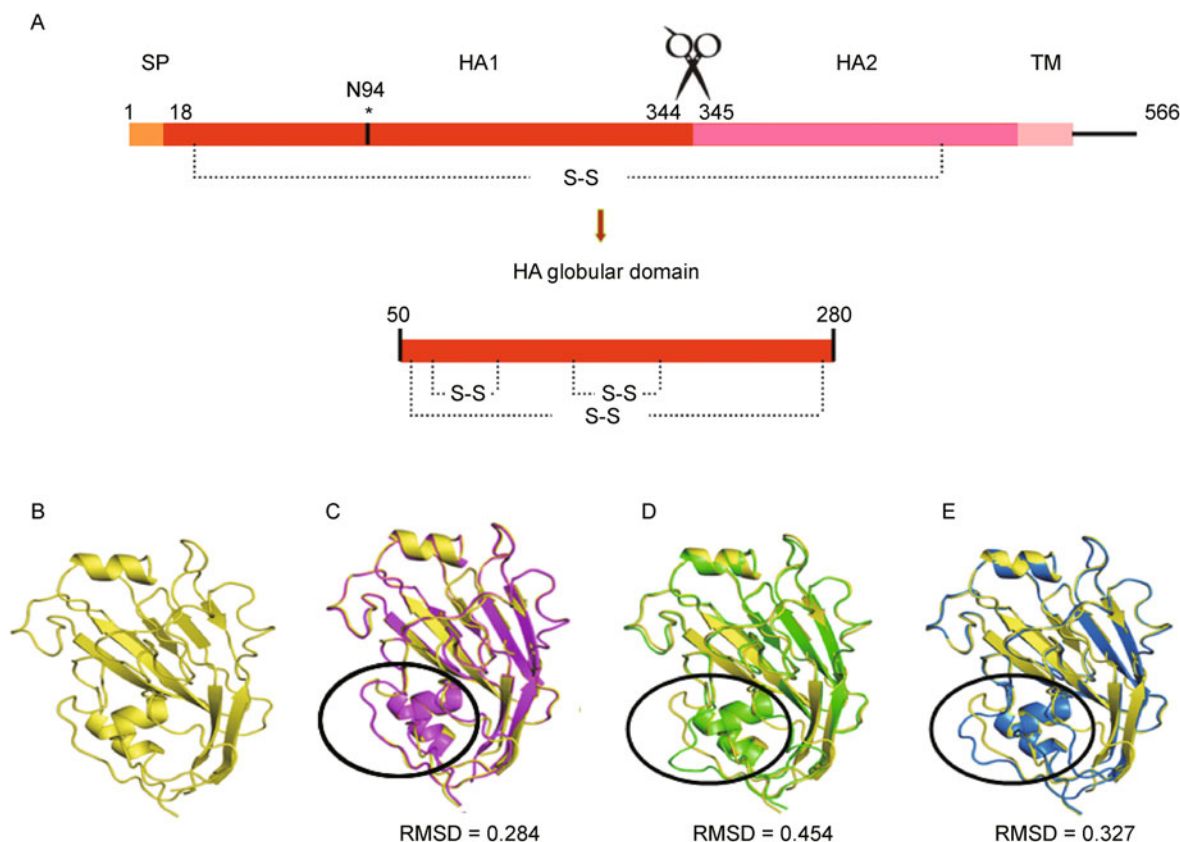 A
SP HA1 HA2 TM
N94
*
1 18 344 345 566
S-S
HA globular domain
50 280
S-S S-S
S-S
B C D E
RMSD = 0.284 RMSD = 0.454 RMSD = 0.327